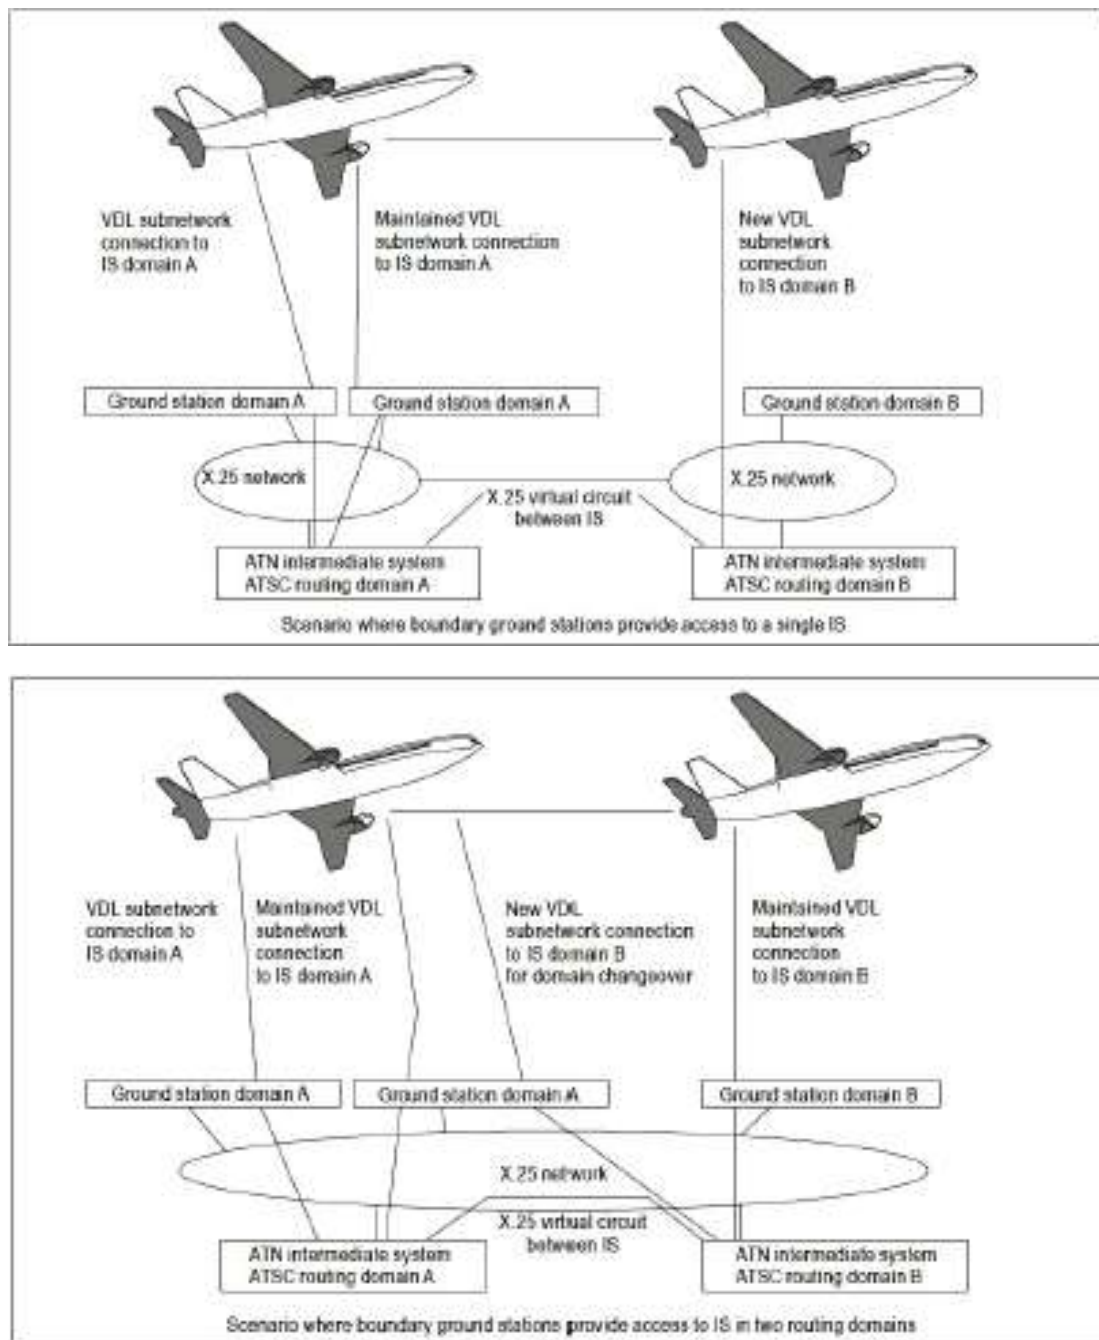 VDL subnetwork
connection to
IS domain A
Maintained VDL
subnetwork connection
to IS domain A
New VDL
subnetwork
connection
to IS domain B
Ground station domain A
Ground station domain A
Ground station domain B
X.25 network
X.25 network
X.25 virtual circuit
between IS
ATN intermediate system
ATSC routing domain A
ATN intermediate system
ATSC routing domain B
Scenario where boundary ground stations provide access to a single IS
VDL subnetwork
connection to
IS domain A
Maintained VDL
subnetwork
connection
to IS domain A
New VDL
subnetwork connection
to IS domain B
for domain changeover
Maintained VDL
subnetwork
connection
to IS domain B
Ground station domain A
Ground station domain A
Ground station domain B
X.25 network
X.25 virtual circuit
between IS
ATN intermediate system
ATSC routing domain A
ATN intermediate system
ATSC routing domain B
Scenario where boundary ground stations provide access to IS in two routing domains